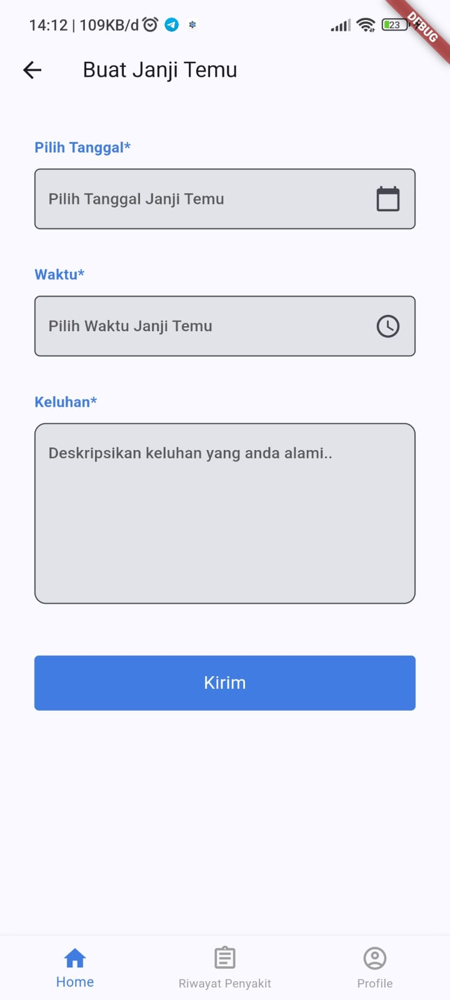 14:12 | 109KB/d
23
DEBUG
Buat Janji Temu
Pilih Tanggal*
Pilih Tanggal Janji Temu
Waktu*
Pilih Waktu Janji Temu
Keluhan*
Deskripsikan keluhan yang anda alami..
Kirim
Home
Riwayat Penyakit
Profile